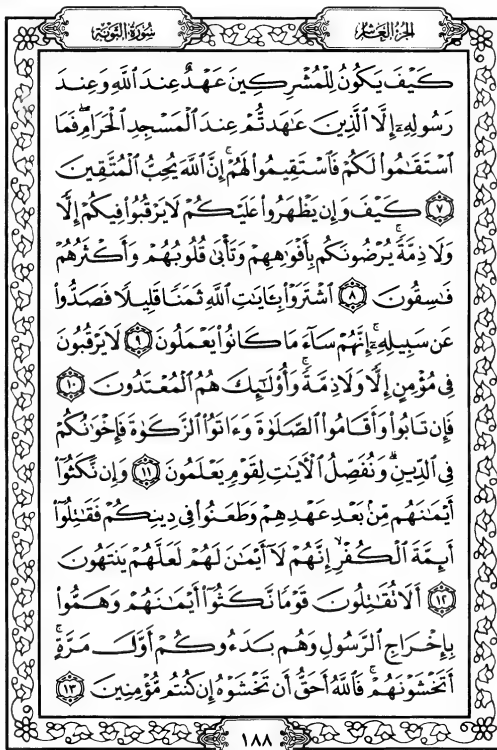 الجزء العاشر
سورة التوبة
كَيْفَ يَكُونُ لِلْمُشْرِكِينَ عَهْدٌ عِندَ اللَّهِ وَعِندَ
رَسُولِهِۦٓ إِلَّا الَّذِينَ عَٰهَدتُّمْ عِندَ الْمَسْجِدِ الْحَرَامِ ۖ فَمَا
اسْتَقَٰمُوا۟ لَكُمْ فَاسْتَقِيمُوا۟ لَهُمْ ۚ إِنَّ اللَّهَ يُحِبُّ الْمُتَّقِينَ
٧ كَيْفَ وَإِن يَظْهَرُوا۟ عَلَيْكُمْ لَا يَرْقُبُوا۟ فِيكُمْ إِلًّا
وَلَا ذِمَّةً ۚ يُرْضُونَكُم بِأَفْوَٰهِهِمْ وَتَأْبَىٰ قُلُوبُهُمْ وَأَكْثَرُهُمْ
فَٰسِقُونَ ٨ اشْتَرَوْا۟ بِـَٔايَٰتِ اللَّهِ ثَمَنًا قَلِيلًا فَصَدُّوا۟
عَن سَبِيلِهِۦٓ ۚ إِنَّهُمْ سَآءَ مَا كَانُوا۟ يَعْمَلُونَ ٩ لَا يَرْقُبُونَ
فِى مُؤْمِنٍ إِلًّا وَلَا ذِمَّةً ۚ وَأُو۟لَٰٓئِكَ هُمُ الْمُعْتَدُونَ ١٠
فَإِن تَابُوا۟ وَأَقَامُوا۟ الصَّلَوٰةَ وَءَاتَوُا۟ الزَّكَوٰةَ فَإِخْوَٰنُكُمْ
فِى الدِّينِ ۗ وَنُفَصِّلُ الْءَايَٰتِ لِقَوْمٍ يَعْلَمُونَ ١١ وَإِن نَّكَثُوٓا۟
أَيْمَٰنَهُم مِّنۢ بَعْدِ عَهْدِهِمْ وَطَعَنُوا۟ فِى دِينِكُمْ فَقَٰتِلُوٓا۟
أَئِمَّةَ الْكُفْرِ ۙ إِنَّهُمْ لَآ أَيْمَٰنَ لَهُمْ لَعَلَّهُمْ يَنتَهُونَ
١٢ أَلَا تُقَٰتِلُونَ قَوْمًا نَّكَثُوٓا۟ أَيْمَٰنَهُمْ وَهَمُّوا۟
بِإِخْرَاجِ الرَّسُولِ وَهُم بَدَءُوكُمْ أَوَّلَ مَرَّةٍ ۚ
أَتَخْشَوْنَهُمْ ۚ فَاللَّهُ أَحَقُّ أَن تَخْشَوْهُ إِن كُنتُم مُّؤْمِنِينَ ١٣
١٨٨